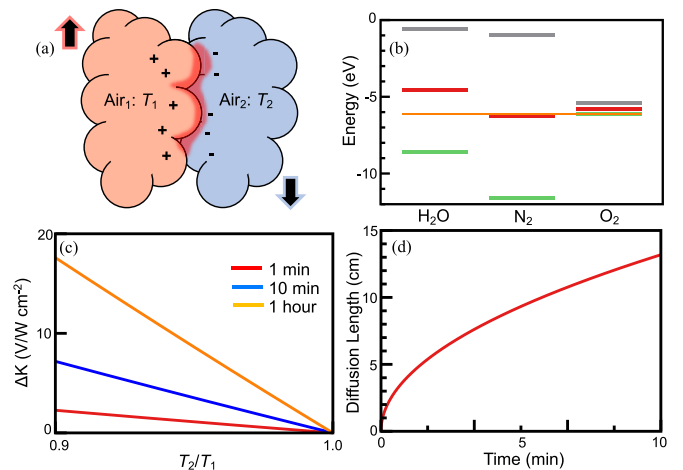 (a)
+
+
+
+
+
-
-
-
-
-
Air₁: T₁
Air₂: T₂
(b)
Energy (eV)
0
-5
-10
H₂O
N₂
O₂
(c)
ΔK (V/W cm⁻²)
20
10
0
1 min
10 min
1 hour
0.9
1.0
T₂/T₁
(d)
Diffusion Length (cm)
15
10
5
0
0
5
10
Time (min)